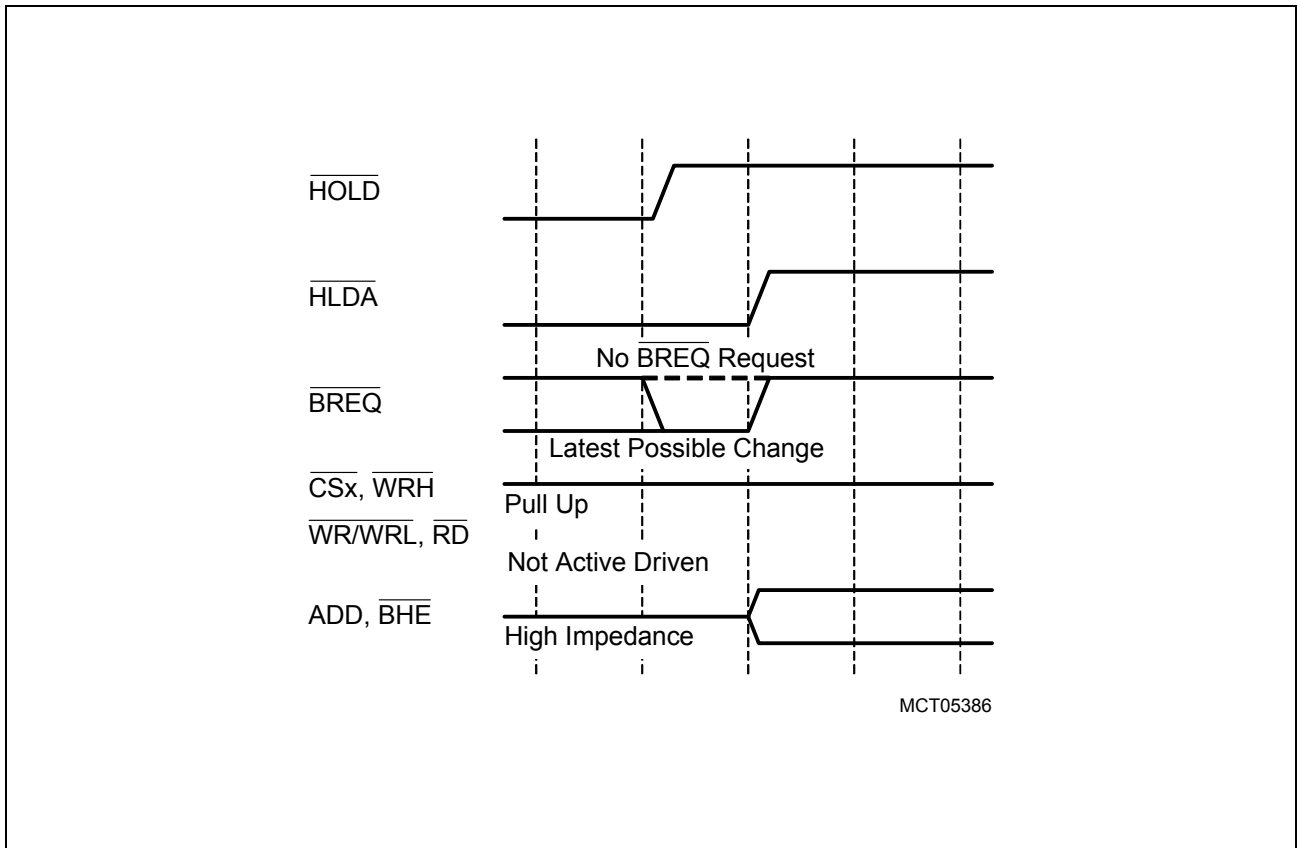 HOLD
HLDA
No BREQ Request
BREQ
Latest Possible Change
CSx, WRH
Pull Up
WR/WRL, RD
Not Active Driven
ADD, BHE
High Impedance
MCT05386